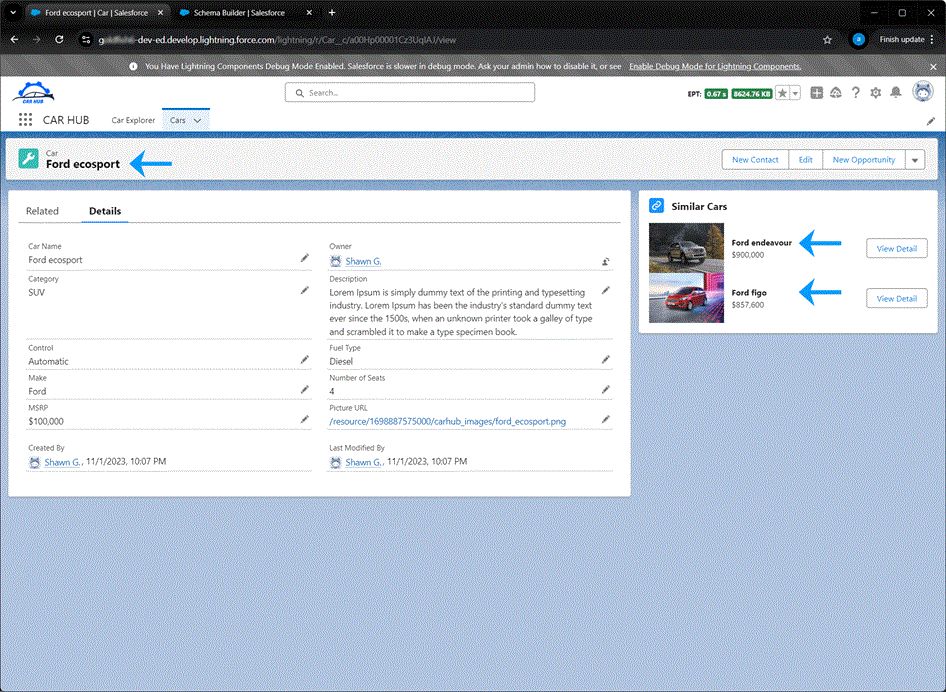 Ford ecosport | Car | Salesforce
Schema Builder | Salesforce
-dev-ed.develop.lightning.force.com/lightning/r/Car__c/a00Hp00001Cz3UqIAJ/view
a
Finish update
You Have Lightning Components Debug Mode Enabled. Salesforce is slower in debug mode. Ask your admin how to disable it, or see Enable Debug Mode for Lightning Components.
CAR HUB
Search...
EPT: 0.67 s 8624.76 KB
CAR HUB
Car Explorer
Cars
Car
Ford ecosport
New Contact
Edit
New Opportunity
Related
Details
Car Name
Ford ecosport
Owner
Shawn G.
Category
SUV
Description
Lorem Ipsum is simply dummy text of the printing and typesetting
industry. Lorem Ipsum has been the industry's standard dummy text
ever since the 1500s, when an unknown printer took a galley of type
and scrambled it to make a type specimen book.
Control
Automatic
Fuel Type
Diesel
Make
Ford
Number of Seats
4
MSRP
$100,000
Picture URL
/resource/1698887575000/carhub_images/ford_ecosport.png
Created By
Shawn G., 11/1/2023, 10:07 PM
Last Modified By
Shawn G., 11/1/2023, 10:07 PM
Similar Cars
Ford endeavour
$900,000
View Detail
Ford figo
$857,600
View Detail